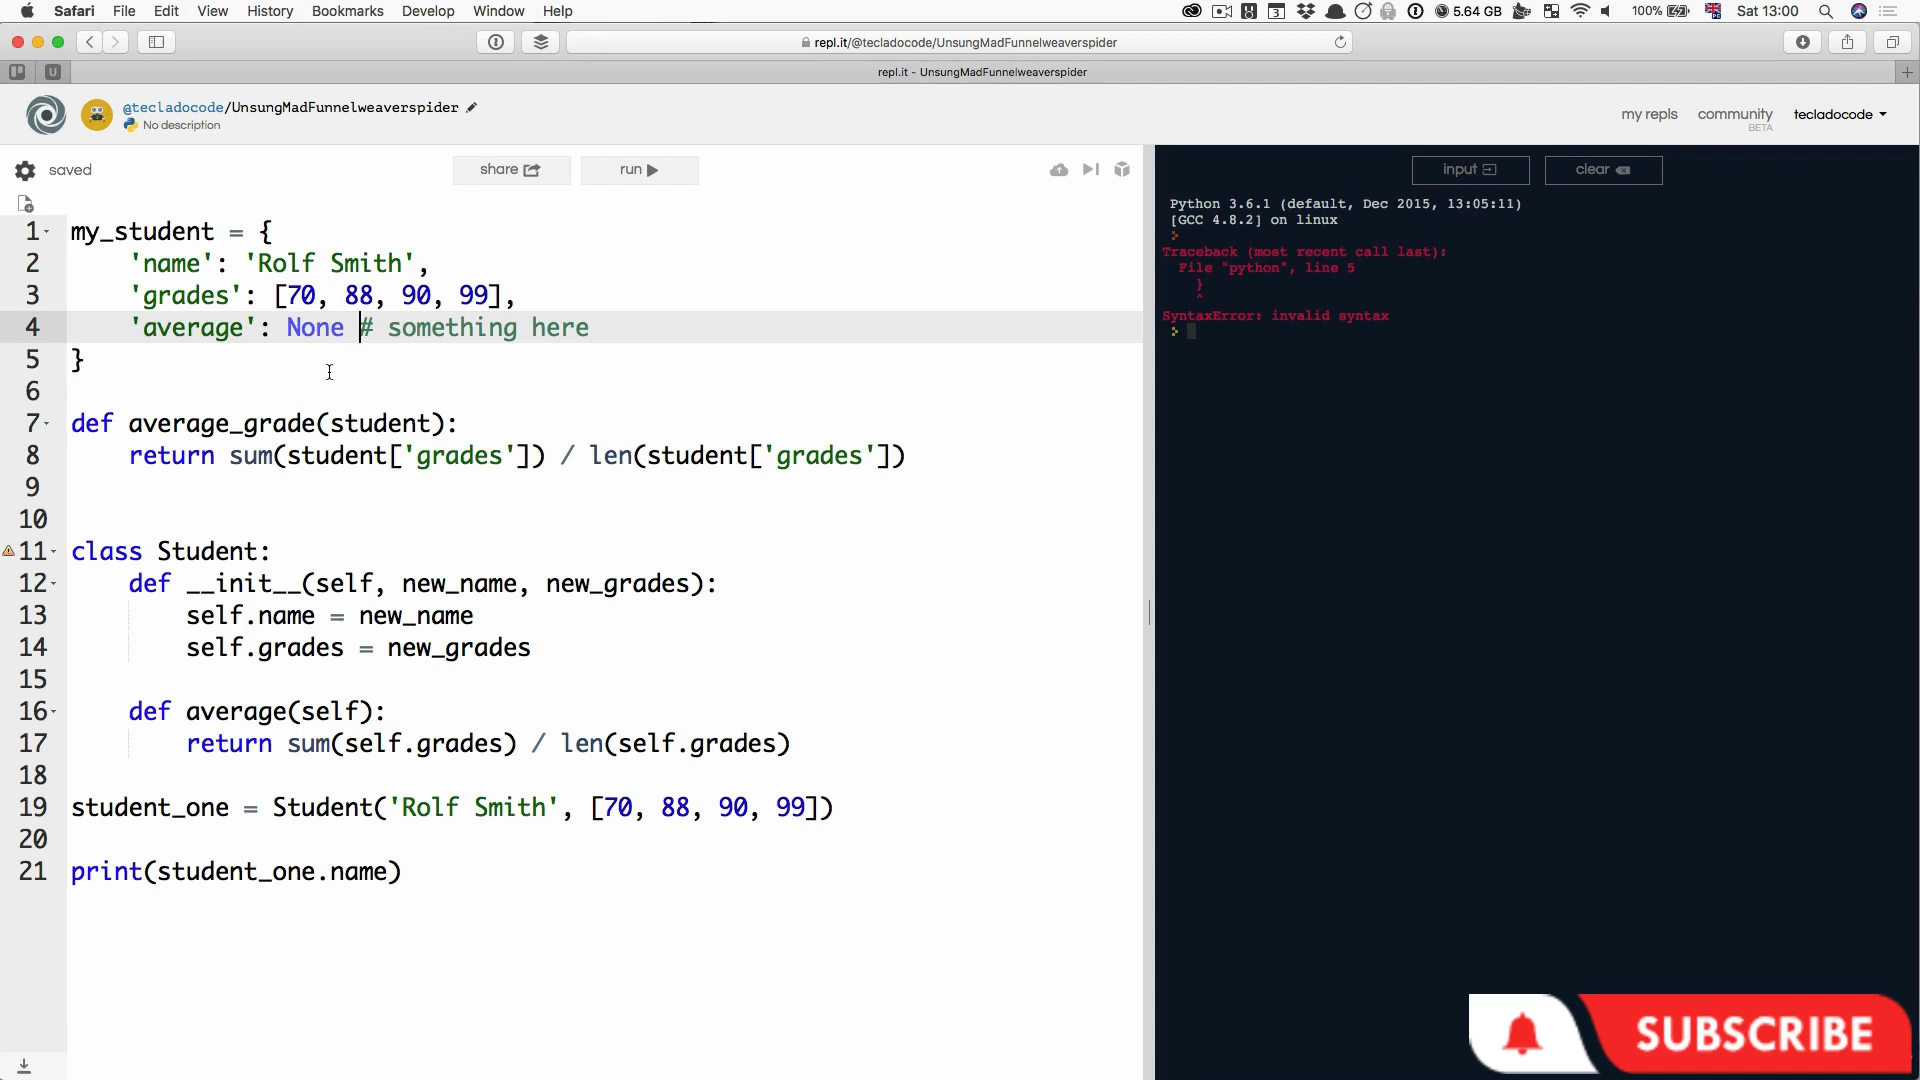 Safari File Edit View History Bookmarks Develop Window Help 3 5.64 GB 100% Sat 13:00
repl.it/@tecladocode/UnsungMadFunnelweaverspider
U repl.it - UnsungMadFunnelweaverspider
@tecladocode/UnsungMadFunnelweaverspider
No description
my repls community BETA tecladocode
saved share run
input clear
1 my_student = {
2 'name': 'Rolf Smith',
3 'grades': [70, 88, 90, 99],
4 'average': None # something here
5 }
6
7 def average_grade(student):
8 return sum(student['grades']) / len(student['grades'])
9
10
11 class Student:
12 def __init__(self, new_name, new_grades):
13 self.name = new_name
14 self.grades = new_grades
15
16 def average(self):
17 return sum(self.grades) / len(self.grades)
18
19 student_one = Student('Rolf Smith', [70, 88, 90, 99])
20
21 print(student_one.name)
Python 3.6.1 (default, Dec 2015, 13:05:11)
[GCC 4.8.2] on linux
Traceback (most recent call last):
File "python", line 5
}
^
SyntaxError: invalid syntax
SUBSCRIBE